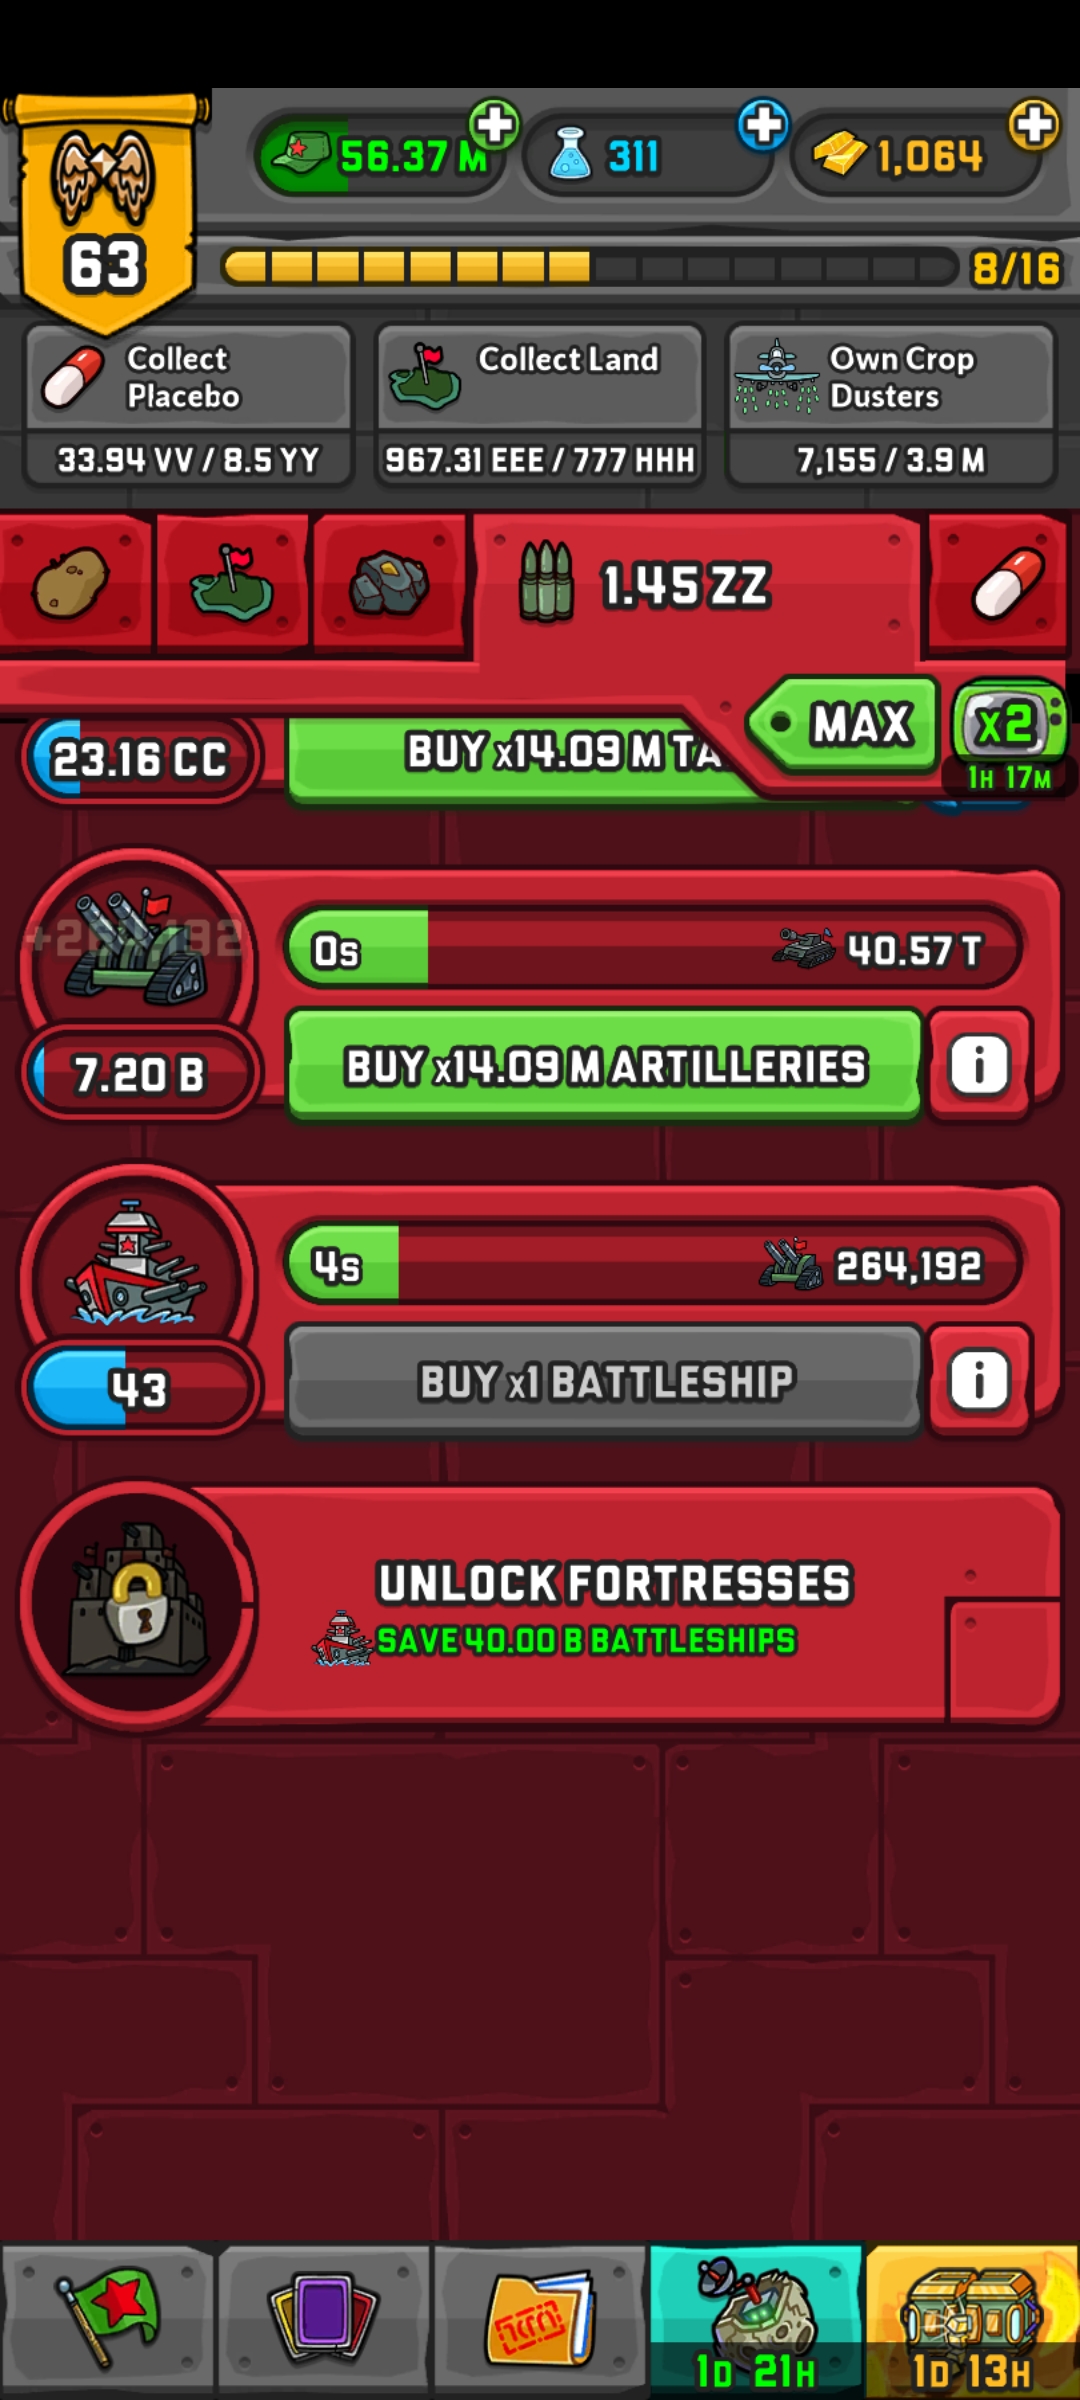 56.37 M
311
1,064
63
8/16
Collect Placebo
33.94 VV / 8.5 YY
Collect Land
967.31 EEE / 777 HHH
Own Crop Dusters
7,155 / 3.9 M
1.45 ZZ
MAX
x2
1H 17M
23.16 CC
BUY x14.09 M TA
+264,192
0s
40.57 T
7.20 B
BUY x14.09 M ARTILLERIES
i
4s
264,192
43
BUY x1 BATTLESHIP
i
UNLOCK FORTRESSES
SAVE 40.00 B BATTLESHIPS
1D 21H
1D 13H